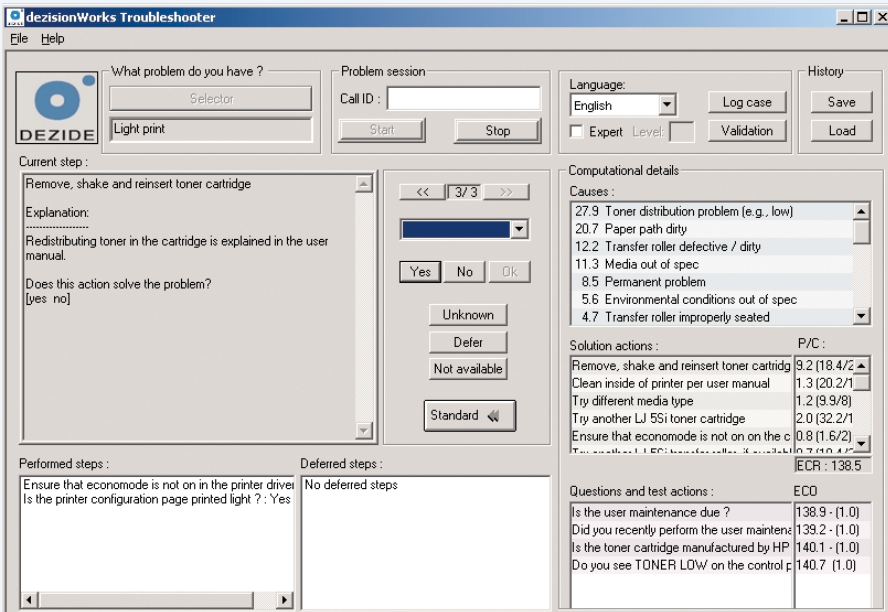 dezisionWorks Troubleshooter
File Help
What problem do you have ?
Selector
Light print
DEZIDE
Problem session
Call ID :
Start
Stop
Language:
English
Log case
Expert Level:
Validation
History
Save
Load
Current step :
Remove, shake and reinsert toner cartridge
Explanation:
-------------------
Redistributing toner in the cartridge is explained in the user
manual.
Does this action solve the problem?
[yes no]
<< 3/3 >>
Yes No Ok
Unknown
Defer
Not available
Standard
Computational details
Causes :
27.9 Toner distribution problem (e.g., low)
20.7 Paper path dirty
12.2 Transfer roller defective / dirty
11.3 Media out of spec
8.5 Permanent problem
5.6 Environmental conditions out of spec
4.7 Transfer roller improperly seated
Solution actions : P/C :
Remove, shake and reinsert toner cartridg 9.2 (18.4/2
Clean inside of printer per user manual 1.3 (20.2/1
Try different media type 1.2 (9.9/8)
Try another LJ 5Si toner cartridge 2.0 (32.2/1
Ensure that economode is not on on the c 0.8 (1.6/2)
ECR : 138.5
Performed steps :
Ensure that economode is not on in the printer driver
Is the printer configuration page printed light ? : Yes
Deferred steps :
No deferred steps
Questions and test actions : ECO
Is the user maintenance due ? 138.9 - (1.0)
Did you recently perform the user maintena 139.2 - (1.0)
Is the toner cartridge manufactured by HP 140.1 - (1.0)
Do you see TONER LOW on the control p 140.7 (1.0)